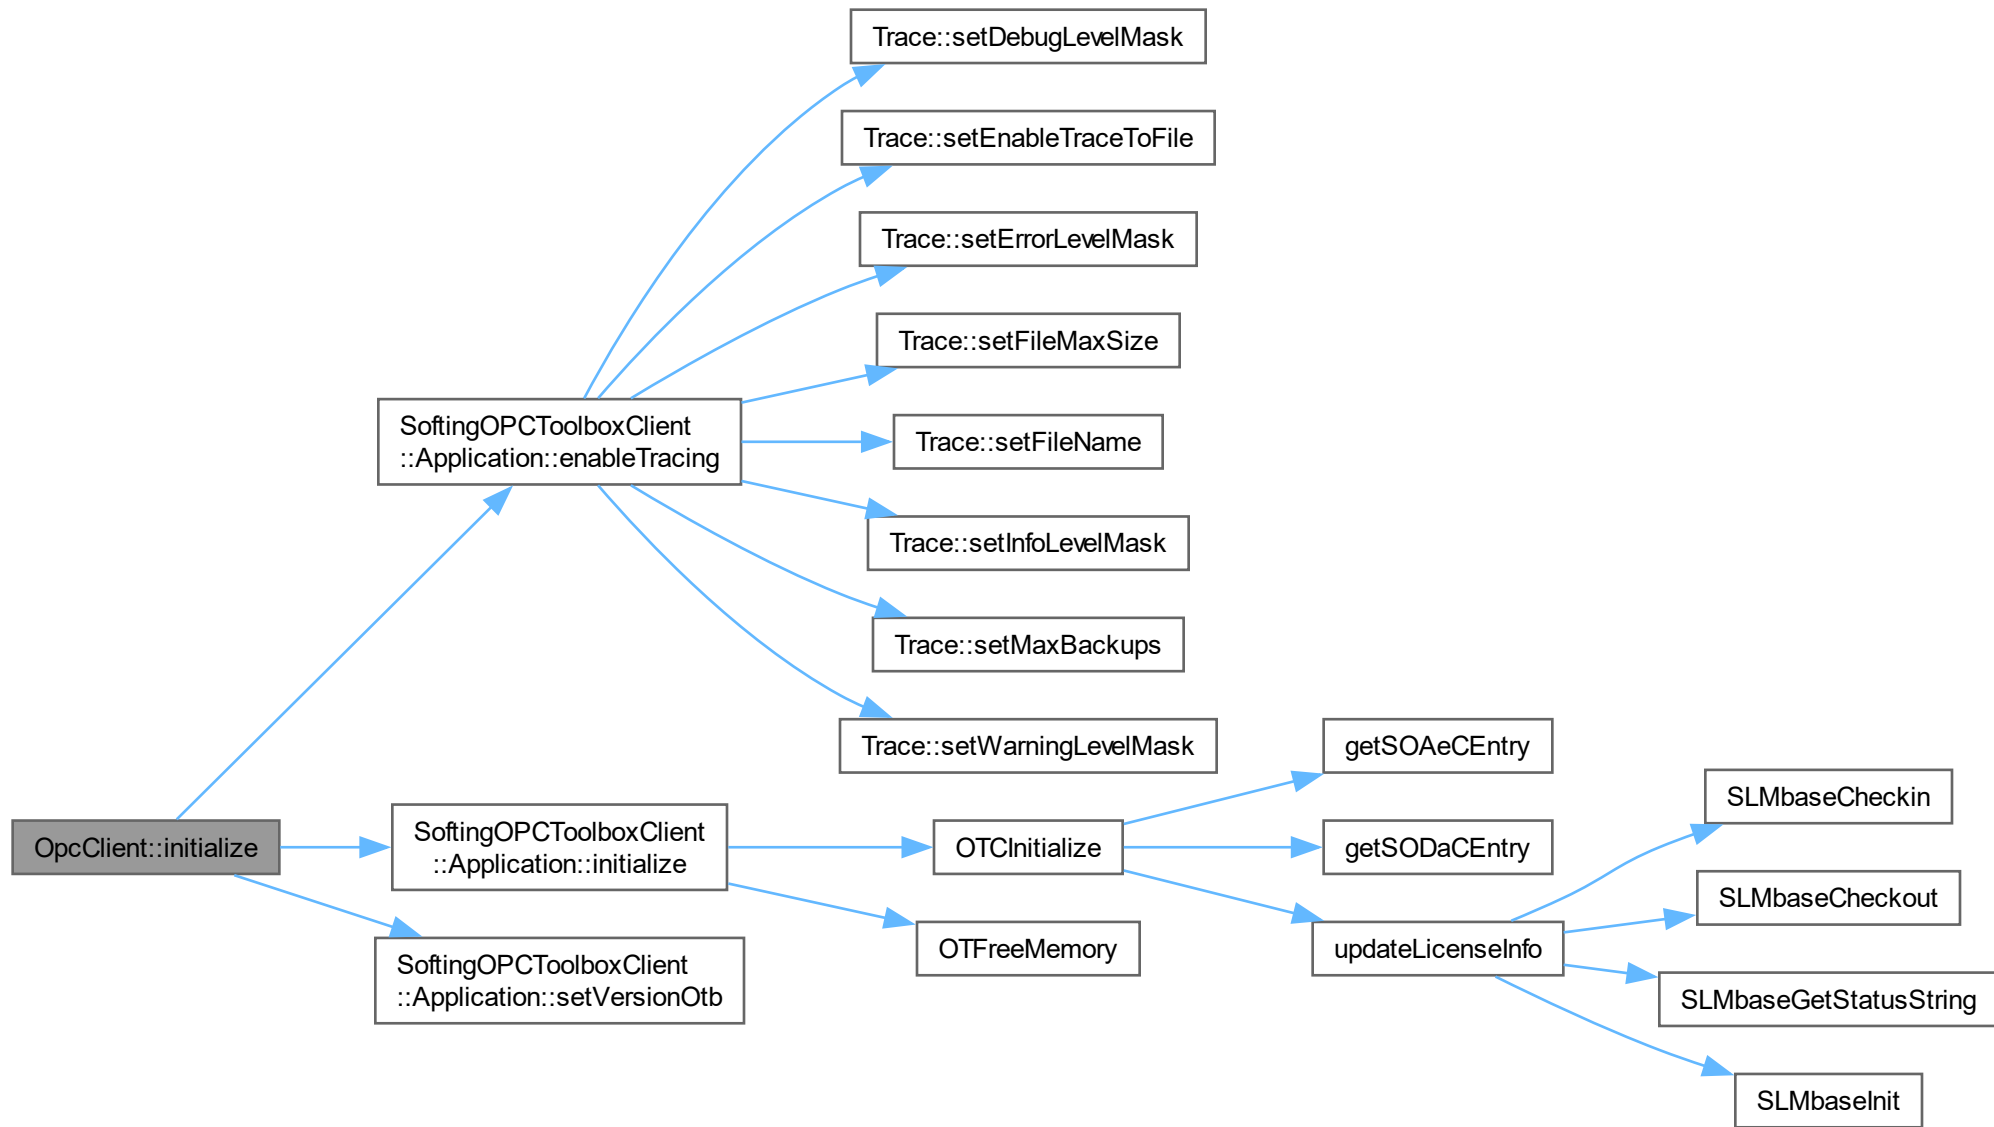 Trace::setDebugLevelMask
Trace::setEnableTraceToFile
Trace::setErrorLevelMask
Trace::setFileMaxSize
SoftingOPCToolboxClient
::Application::enableTracing
Trace::setFileName
Trace::setInfoLevelMask
Trace::setMaxBackups
Trace::setWarningLevelMask
OpcClient::initialize
SoftingOPCToolboxClient
::Application::initialize
SoftingOPCToolboxClient
::Application::setVersionOtb
OTCInitialize
OTFreeMemory
getSOAeCEntry
getSODaCEntry
updateLicenseInfo
SLMbaseCheckin
SLMbaseCheckout
SLMbaseGetStatusString
SLMbaseInit